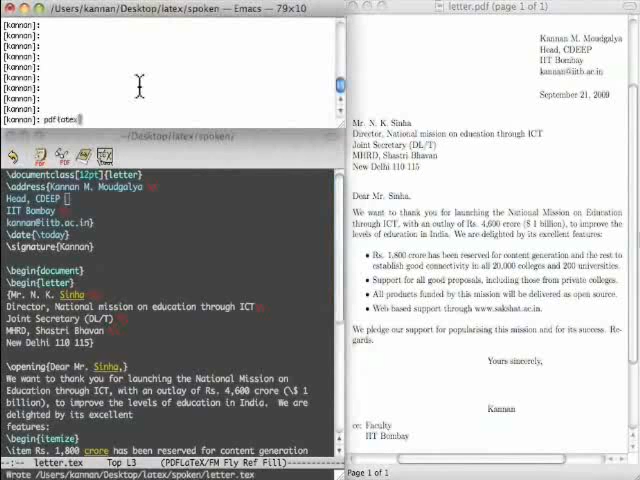 /Users/kannan/Desktop/latex/spoken — Emacs — 79×10
[kannan]:
[kannan]:
[kannan]:
[kannan]:
[kannan]:
[kannan]:
[kannan]:
[kannan]:
[kannan]:
[kannan]: pdflatex
~/Desktop/latex/spoken/
\documentclass[12pt]{letter}
\address{Kannan M. Moudgalya \\
Head, CDEEP \\
IIT Bombay \\
kannan@iitb.ac.in}
\date{\today}
\signature{Kannan}
\begin{document}
\begin{letter}
{Mr. N. K. Sinha \\
Director, National mission on education through ICT\\
Joint Secretary (DL/T) \\
MHRD, Shastri Bhavan \\
New Delhi 110 115}
\opening{Dear Mr. Sinha,}
We want to thank you for launching the National Mission on
Education through ICT, with an outlay of Rs. 4,600 crore (\$ 1
billion), to improve the levels of education in India.  We are
delighted by its excellent
features:
\begin{itemize}
\item Rs. 1,800 crore has been reserved for content generation
--:-- letter.tex Top L3 (PDFLaTeX/FM Fly Ref Fill)
Wrote /Users/kannan/Desktop/latex/spoken/letter.tex
letter.pdf (page 1 of 1)
Kannan M. Moudgalya
Head, CDEEP
IIT Bombay
kannan@iitb.ac.in
September 21, 2009
Mr. N. K. Sinha
Director, National mission on education through ICT
Joint Secretary (DL/T)
MHRD, Shastri Bhavan
New Delhi 110 115
Dear Mr. Sinha,
We want to thank you for launching the National Mission on Education
through ICT, with an outlay of Rs. 4,600 crore ($ 1 billion), to improve the
levels of education in India. We are delighted by its excellent features:
• Rs. 1,800 crore has been reserved for content generation and the rest to
establish good connectivity in all 20,000 colleges and 200 universities.
• Support for all good proposals, including those from private colleges.
• All products funded by this mission will be delivered as open source.
• Web based support through www.sakshat.ac.in.
We pledge our support for popularising this mission and for its success. Re-
gards.
Yours sincerely,
Kannan
cc: Faculty
IIT Bombay
Page 1 of 1